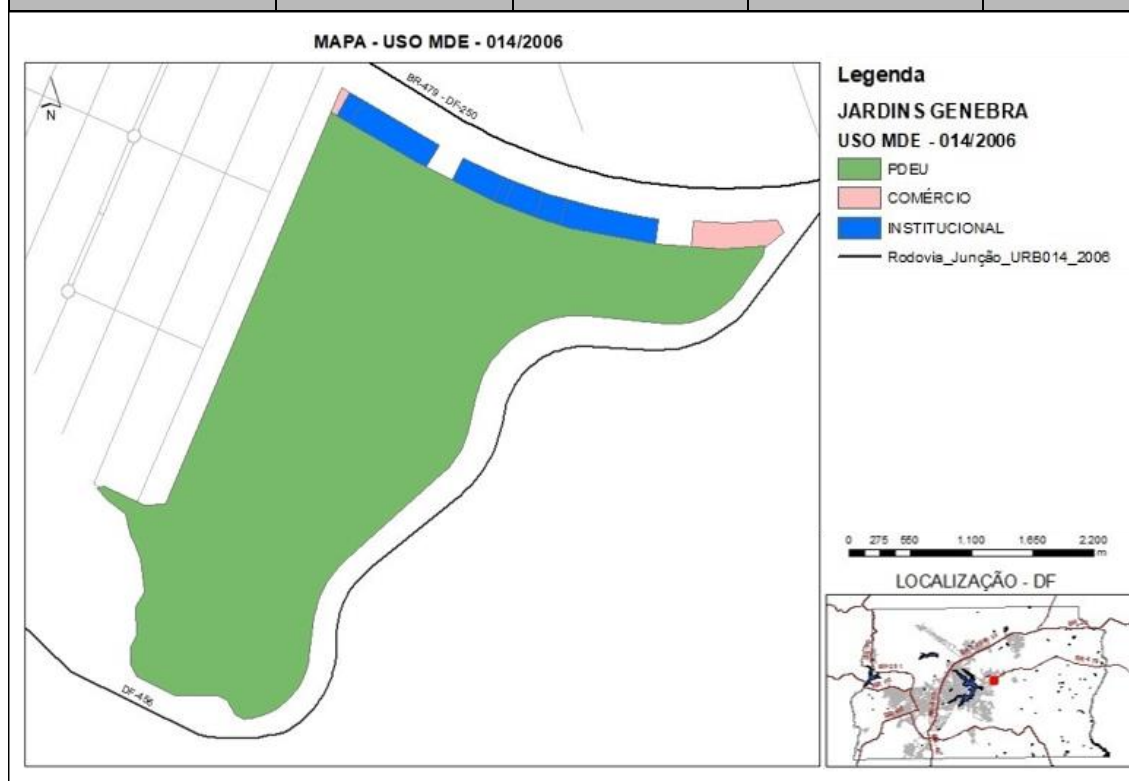 MAPA - USO MDE - 014/2006
BR-479 - DF-250
N
DF-456
Legenda
JARDINS GENEBRA
USO MDE - 014/2006
PDEU
COMÉRCIO
INSTITUCIONAL
Rodovia_Junção_URB014_2006
0 275 550 1.100 1.650 2.200
m
LOCALIZAÇÃO - DF